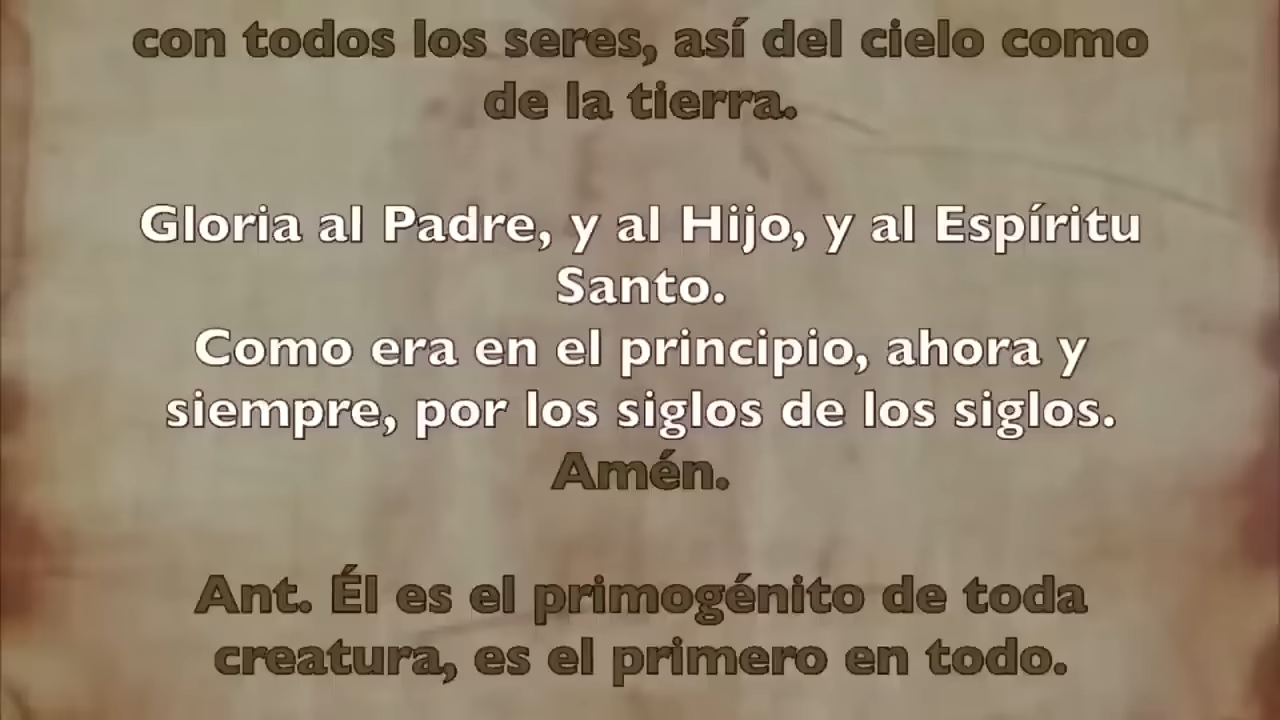 con todos los seres, así del cielo como
de la tierra.
Gloria al Padre, y al Hijo, y al Espíritu
Santo.
Como era en el principio, ahora y
siempre, por los siglos de los siglos.
Amén.
Ant. Él es el primogénito de toda
creatura, es el primero en todo.